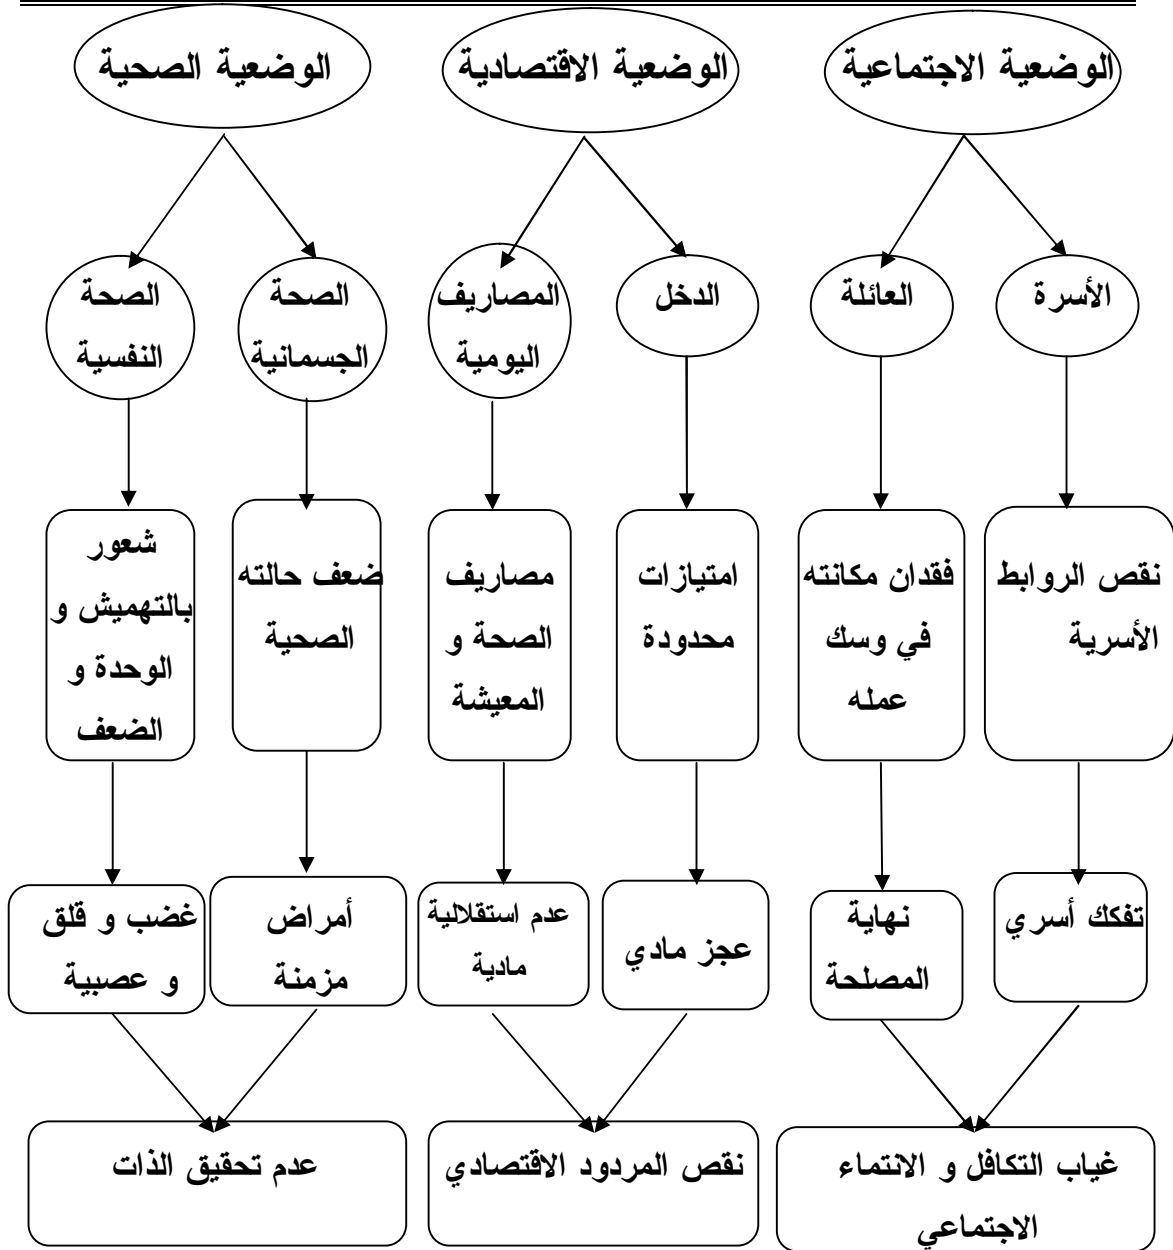 الوضعية الاجتماعية
الوضعية الاقتصادية
الوضعية الصحية
الأسرة
العائلة
الدخل
المصاريف
اليومية
الصحة
الجسمانية
الصحة
النفسية
نقص الروابط
الأسرية
فقدان مكانته
في وسك
عمله
امتيازات
محدودة
مصاريف
الصحة و
المعيشة
ضعف حالته
الصحية
شعور
بالتهميش و
الوحدة و
الضعف
تفكك أسري
نهاية
المصلحة
عجز مادي
عدم استقلالية
مادية
أمراض
مزمنة
غضب و قلق
و عصبية
غياب التكافل و الانتماء
الاجتماعي
نقص المردود الاقتصادي
عدم تحقيق الذات